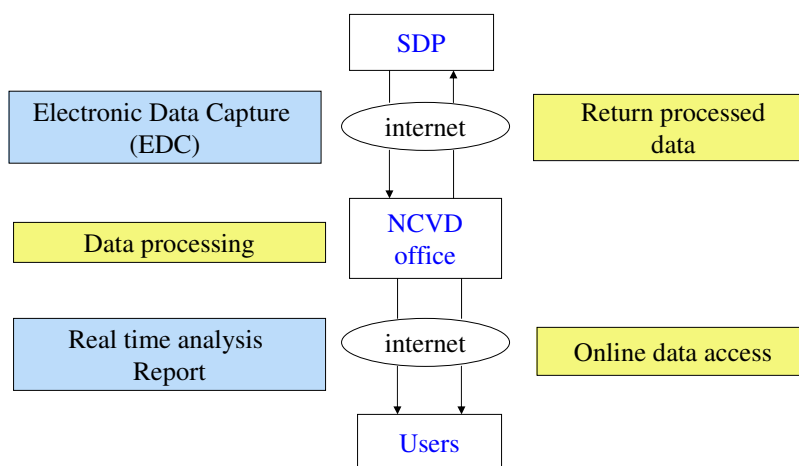 SDP
Electronic Data Capture
(EDC)
internet
Return processed
data
Data processing
NCVD
office
Real time analysis
Report
internet
Online data access
Users